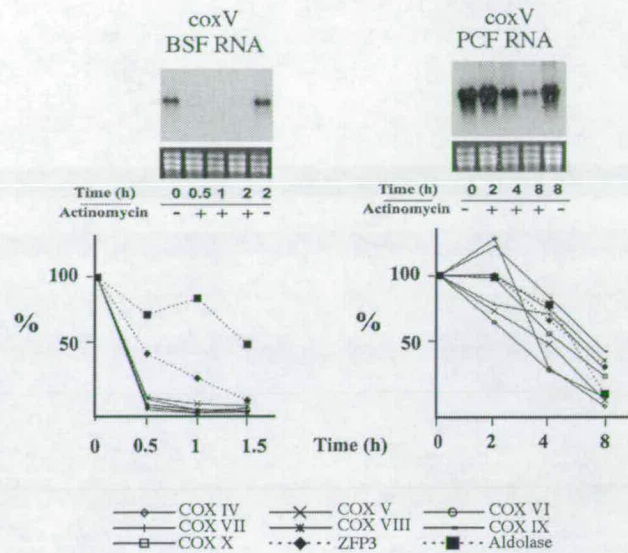 coxV
BSF RNA
coxV
PCF RNA
Time (h) 0 0.5 1 2 2
Actinomycin - + + + -
Time (h) 0 2 4 8 8
Actinomycin - + + + -
100
%
50
0 0.5 1 1.5
Time (h)
100
%
50
0 2 4 8
COX IV
COX V
COX VI
COX VII
COX VIII
COX IX
COX X
ZFP3
Aldolase